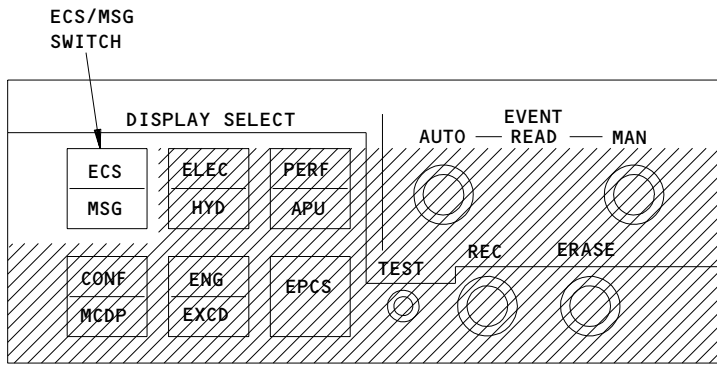 ECS/MSG
SWITCH
DISPLAY SELECT
EVENT
AUTO — READ — MAN
ECS
MSG
ELEC
HYD
PERF
APU
CONF
MCDP
ENG
EXCD
EPCS
TEST
REC
ERASE